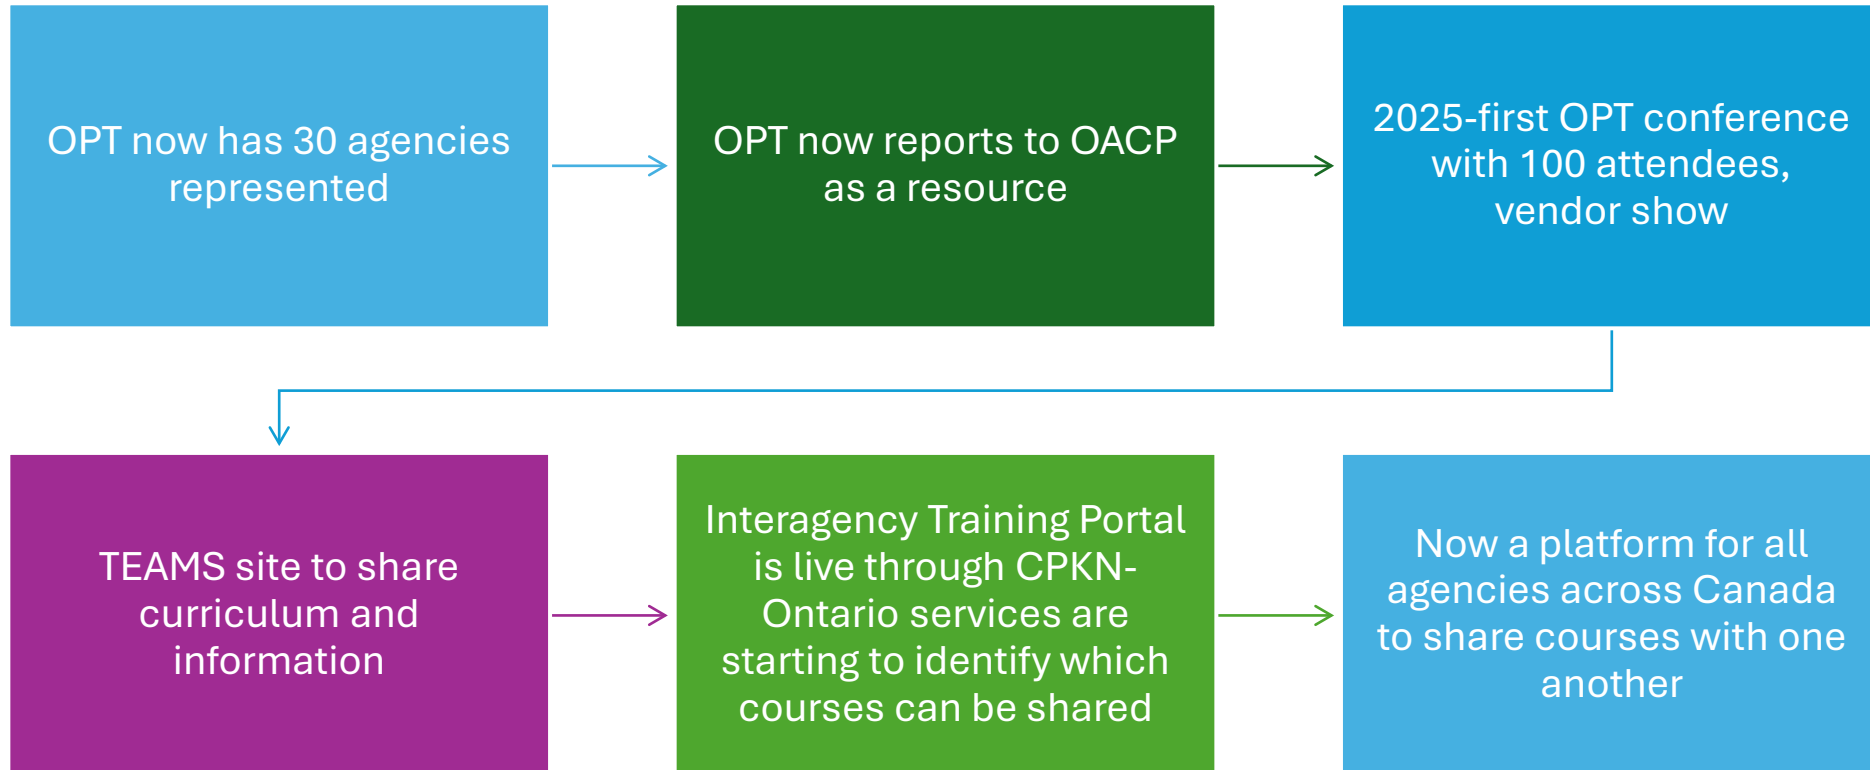 OPT now has 30 agencies
represented
OPT now reports to OACP
as a resource
2025-first OPT conference
with 100 attendees,
vendor show
TEAMS site to share
curriculum and
information
Interagency Training Portal
is live through CPKN-
Ontario services are
starting to identify which
courses can be shared
Now a platform for all
agencies across Canada
to share courses with one
another